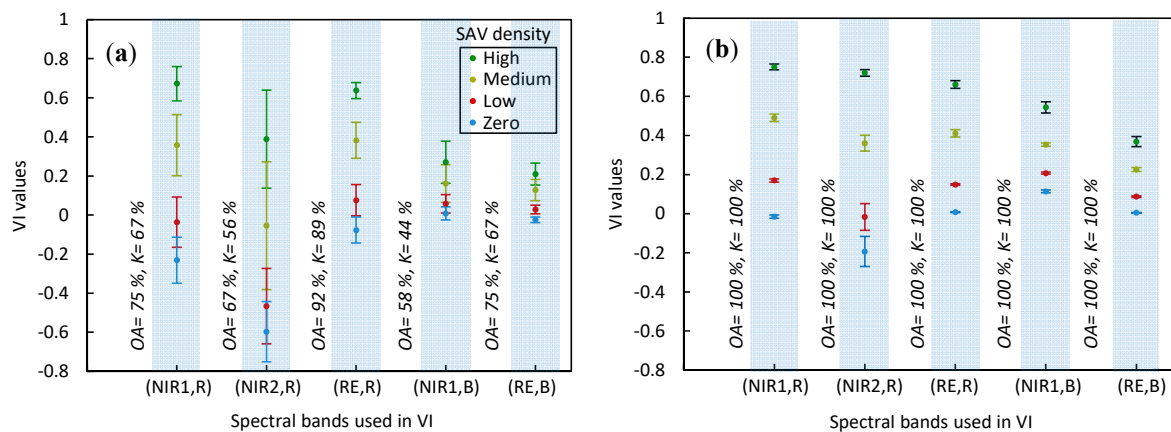 (a)
SAV density
High
Medium
Low
Zero
VI values
1
0.8
0.6
0.4
0.2
0
-0.2
-0.4
-0.6
-0.8
OA= 75 %, K= 67 %
OA= 67 %, K= 56 %
OA= 92 %, K= 89 %
OA= 58 %, K= 44 %
OA= 75 %, K= 67 %
(NIR1,R) (NIR2,R) (RE,R) (NIR1,B) (RE,B)
Spectral bands used in VI
(b)
VI values
1
0.8
0.6
0.4
0.2
0
-0.2
-0.4
-0.6
-0.8
OA= 100 %, K= 100 %
OA= 100 %, K= 100 %
OA= 100 %, K= 100 %
OA= 100 %, K= 100 %
OA= 100 %, K= 100 %
(NIR1,R) (NIR2,R) (RE,R) (NIR1,B) (RE,B)
Spectral bands used in VI